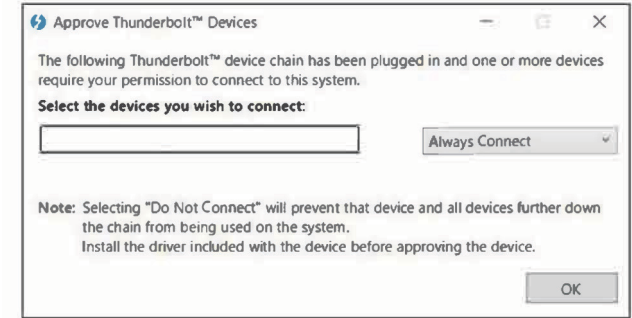 Approve Thunderbolt™ Devices
The following Thunderbolt™ device chain has been plugged in and one or more devices
require your permission to connect to this system.
Select the devices you wish to connect:
Always Connect
Note: Selecting "Do Not Connect" will prevent that device and all devices further down
the chain from being used on the system.
Install the driver included with the device before approving the device.
OK